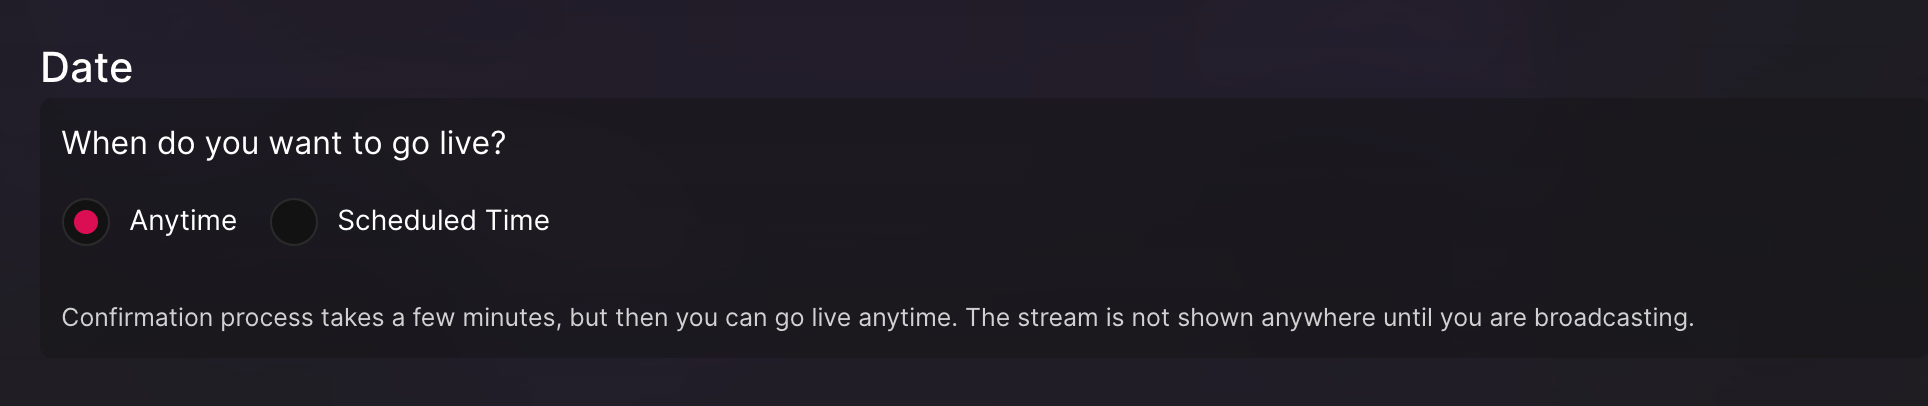 Date
When do you want to go live?
Anytime Scheduled Time
Confirmation process takes a few minutes, but then you can go live anytime. The stream is not shown anywhere until you are broadcasting.